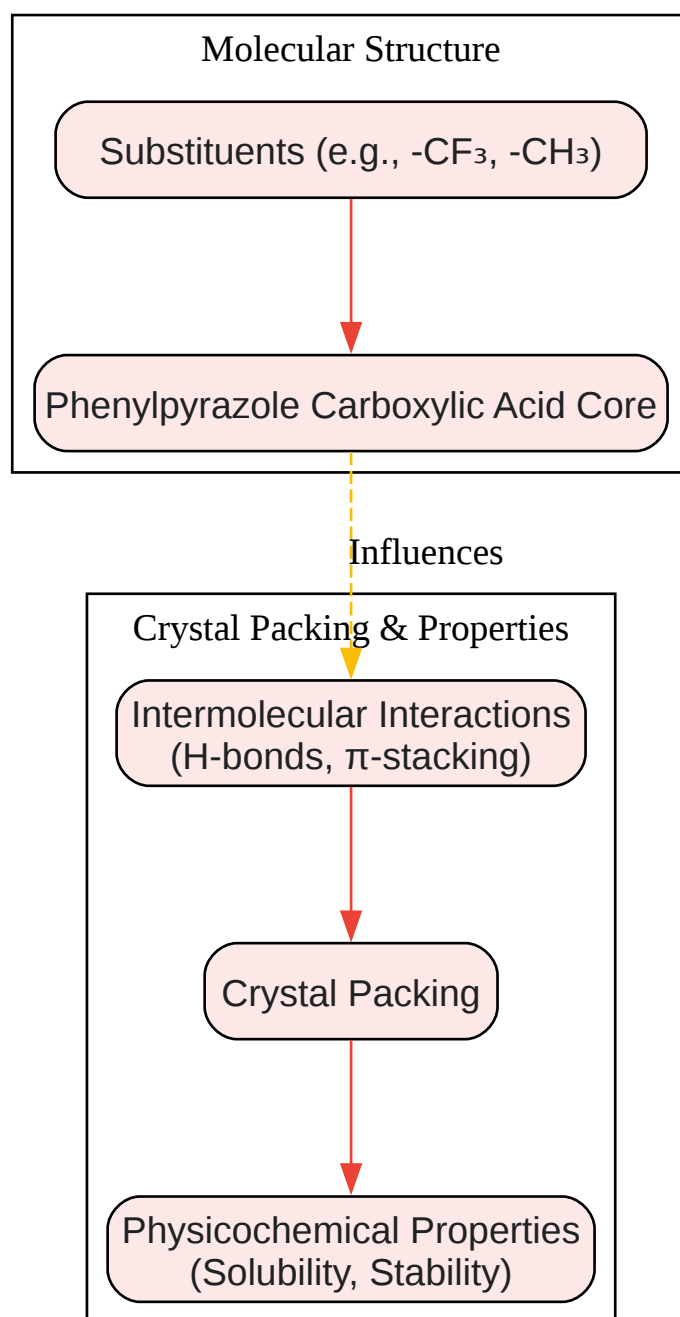 Molecular Structure
Substituents (e.g., -CF₃, -CH₃)
Phenylpyrazole Carboxylic Acid Core
Influences
Crystal Packing & Properties
Intermolecular Interactions
(H-bonds, π-stacking)
Crystal Packing
Physicochemical Properties
(Solubility, Stability)